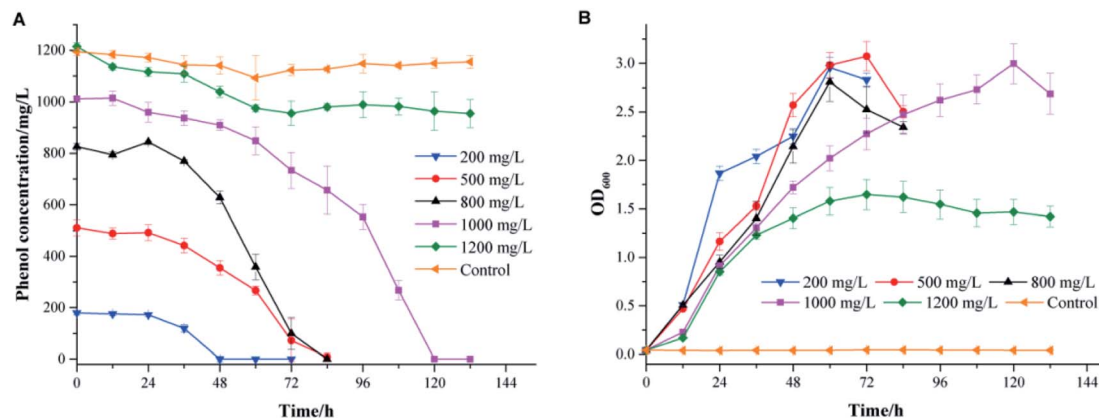 A
Phenol concentration/mg/L
1200
1000
800
600
400
200
0
200 mg/L
500 mg/L
800 mg/L
1000 mg/L
1200 mg/L
Control
0 24 48 72 96 120 144
Time/h
B
OD600
3.0
2.5
2.0
1.5
1.0
0.5
0.0
200 mg/L 500 mg/L 800 mg/L
1000 mg/L 1200 mg/L Control
0 24 48 72 96 120 144
Time/h